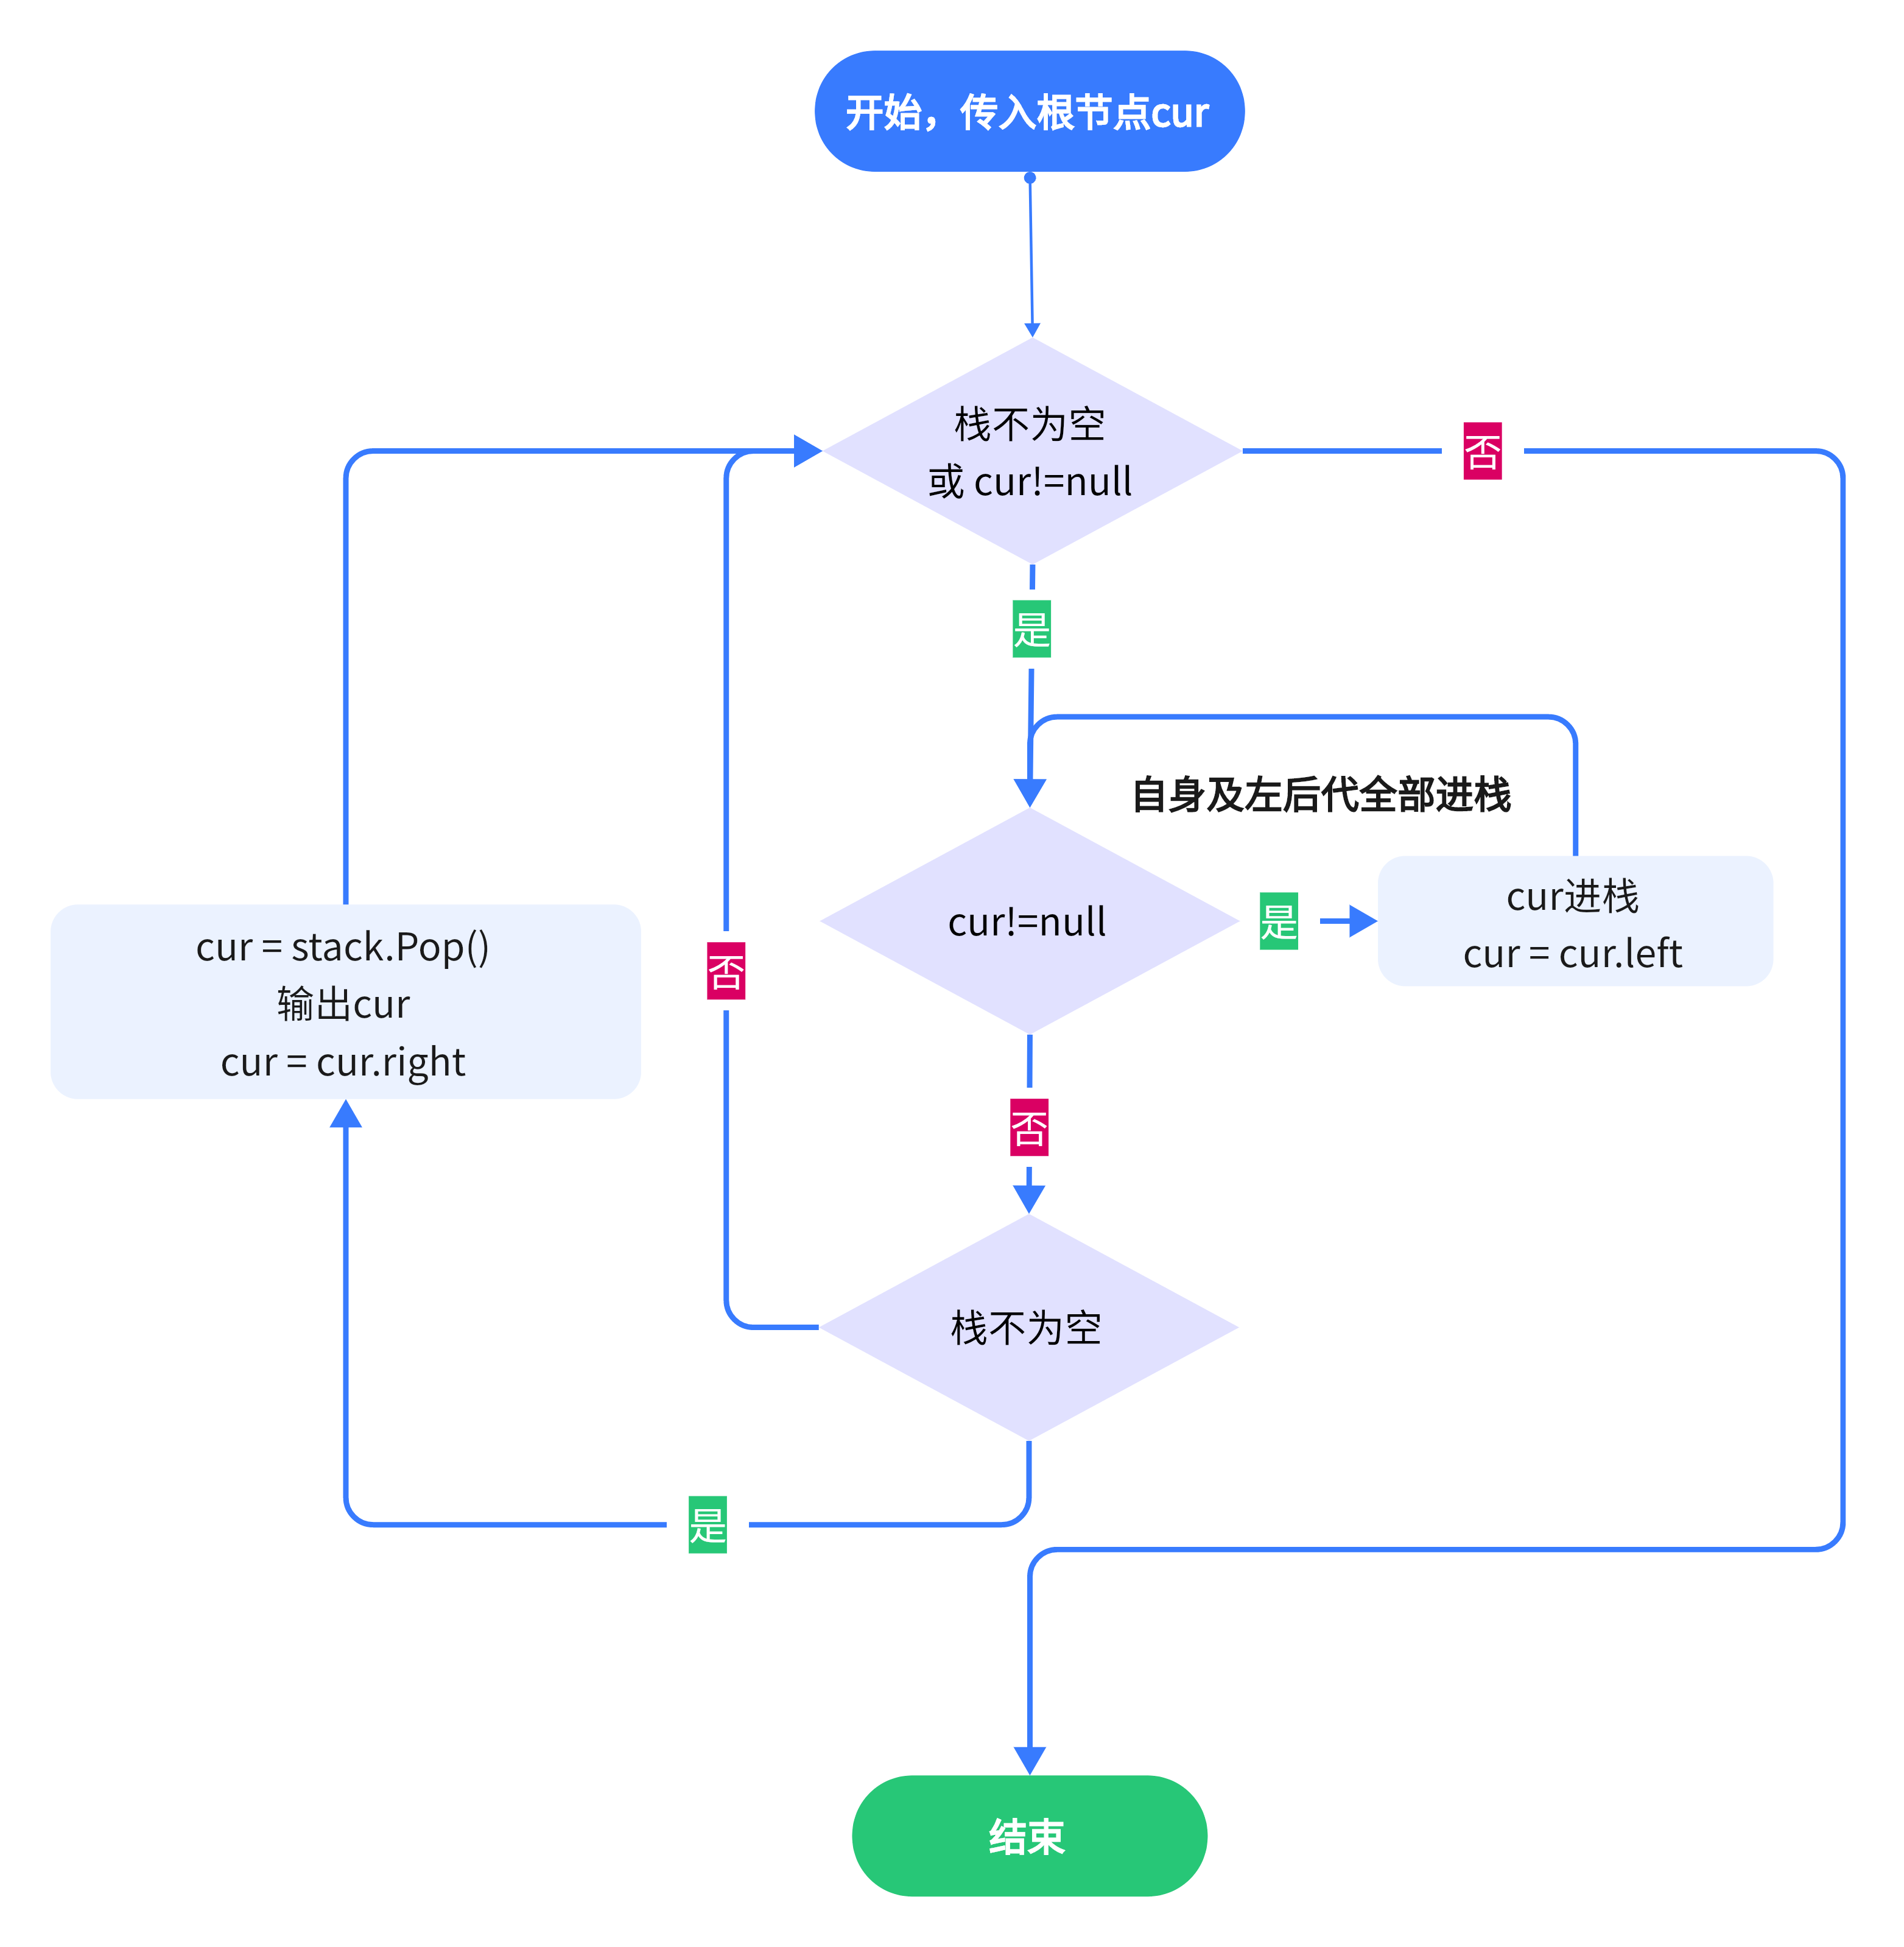 开始，传入根节点cur
栈不为空
或 cur!=null
否
是
自身及左后代全部进栈
cur!=null
是
cur进栈
cur = cur.left
cur = stack.Pop()
输出cur
cur = cur.right
否
否
栈不为空
是
结束